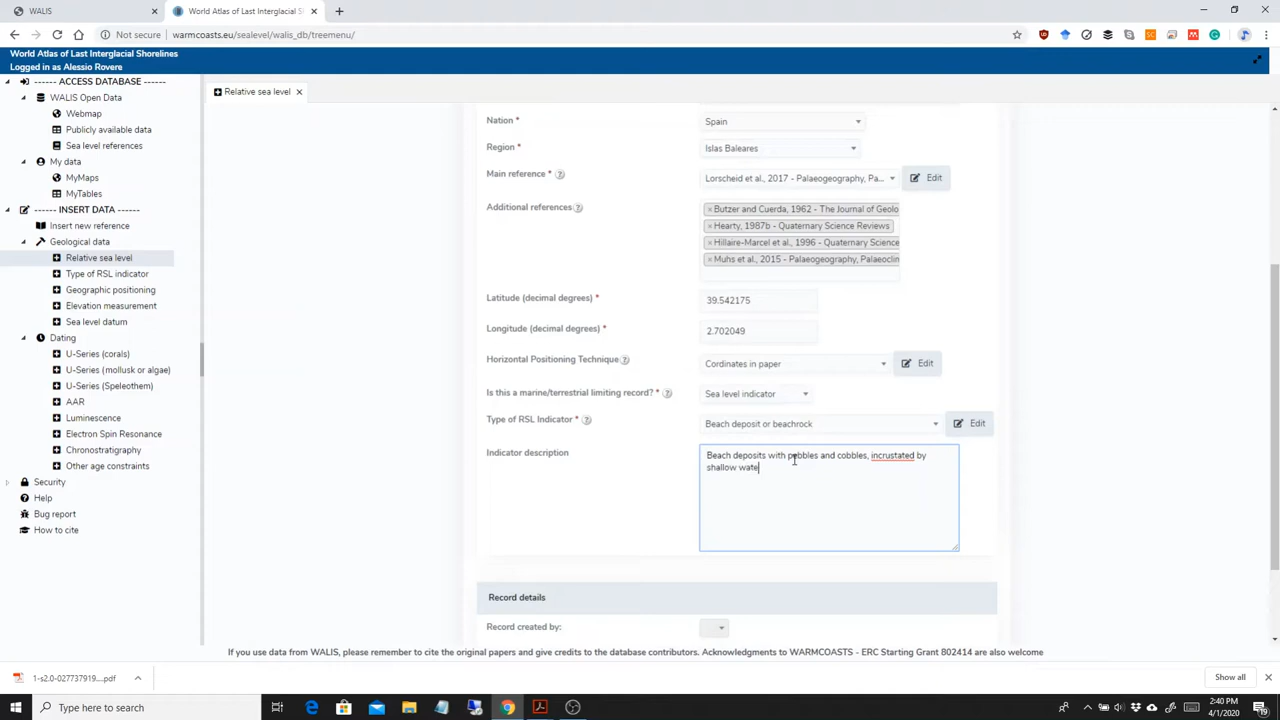 WALIS
World Atlas of Last Interglacial
Not secure | warmcoasts.eu/sealevel/walis_db/treemenu/
World Atlas of Last Interglacial Shorelines
Logged in as Alessio Rovere
------ ACCESS DATABASE ------
WALIS Open Data
Webmap
Publicly available data
Sea level references
My data
MyMaps
MyTables
------ INSERT DATA ------
Insert new reference
Geological data
Relative sea level
Type of RSL indicator
Geographic positioning
Elevation measurement
Sea level datum
Dating
U-Series (corals)
U-Series (mollusk or algae)
U-Series (Speleothem)
AAR
Luminescence
Electron Spin Resonance
Chronostratigraphy
Other age constraints
Security
Help
Bug report
How to cite
Relative sea level
Nation * Spain
Region * Islas Baleares
Main reference * Lorscheid et al., 2017 - Palaeogeography, Pa... Edit
Additional references × Butzer and Cuerda, 1962 - The Journal of Geolo
× Hearty, 1987b - Quaternary Science Reviews
× Hillaire-Marcel et al., 1996 - Quaternary Science
× Muhs et al., 2015 - Palaeogeography, Palaeoclin
Latitude (decimal degrees) * 39.542175
Longitude (decimal degrees) * 2.702049
Horizontal Positioning Technique Cordinates in paper Edit
Is this a marine/terrestrial limiting record? * Sea level indicator
Type of RSL Indicator * Beach deposit or beachrock Edit
Indicator description Beach deposits with pebbles and cobbles, incrustated by
shallow wate
Record details
Record created by:
If you use data from WALIS, please remember to cite the original papers and give credits to the database contributors. Acknowledgments to WARMCOASTS - ERC Starting Grant 802414 are also welcome
1-s2.0-027737919....pdf
Show all
Type here to search
2:40 PM
4/1/2020
19